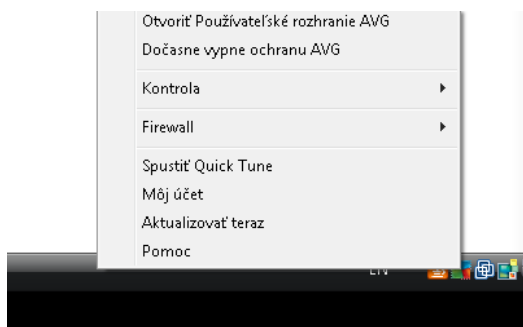 Otvoriť Používateľské rozhranie AVG
Dočasne vypne ochranu AVG
Kontrola
Firewall
Spustiť Quick Tune
Môj účet
Aktualizovať teraz
Pomoc